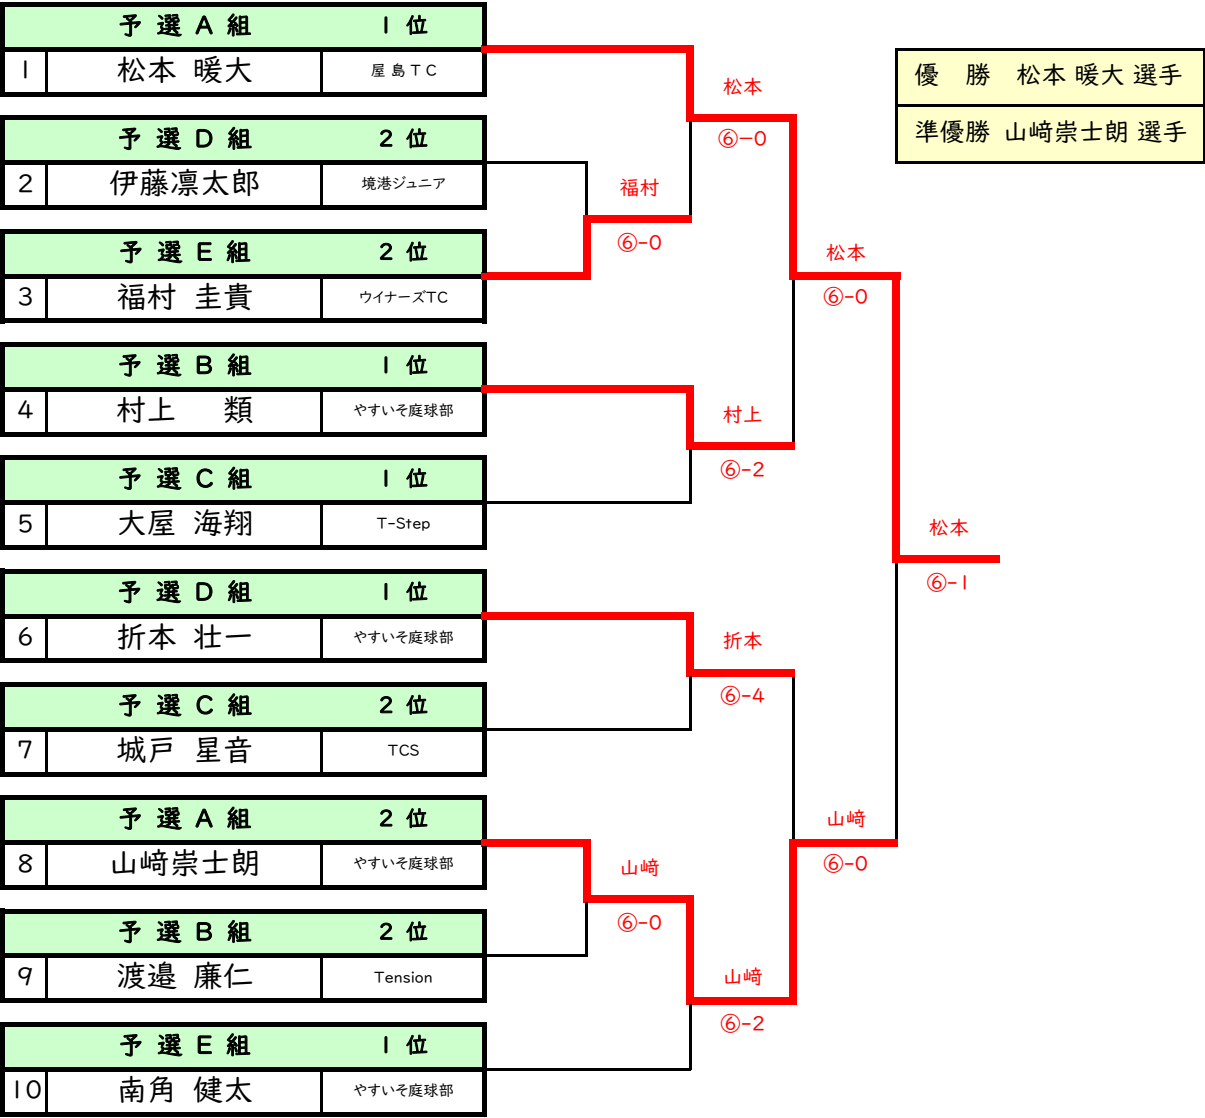 予 選 A 組 1 位
1 松本 暖大 屋 島 T C
予 選 D 組 2 位
2 伊藤凛太郎 境港ジュニア
予 選 E 組 2 位
3 福村 圭貴 ウイナーズTC
予 選 B 組 1 位
4 村上 類 やすいそ庭球部
予 選 C 組 1 位
5 大屋 海翔 T-Step
予 選 D 組 1 位
6 折本 壮一 やすいそ庭球部
予 選 C 組 2 位
7 城戸 星音 TCS
予 選 A 組 2 位
8 山﨑崇士朗 やすいそ庭球部
予 選 B 組 2 位
9 渡邉 廉仁 Tension
予 選 E 組 1 位
10 南角 健太 やすいそ庭球部
福村
⑥-0
山﨑
⑥-0
松本
⑥-0
村上
⑥-2
折本
⑥-4
山﨑
⑥-2
松本
⑥-0
山﨑
⑥-0
松本
⑥-1
優 勝 松本 暖大 選手
準優勝 山﨑崇士朗 選手